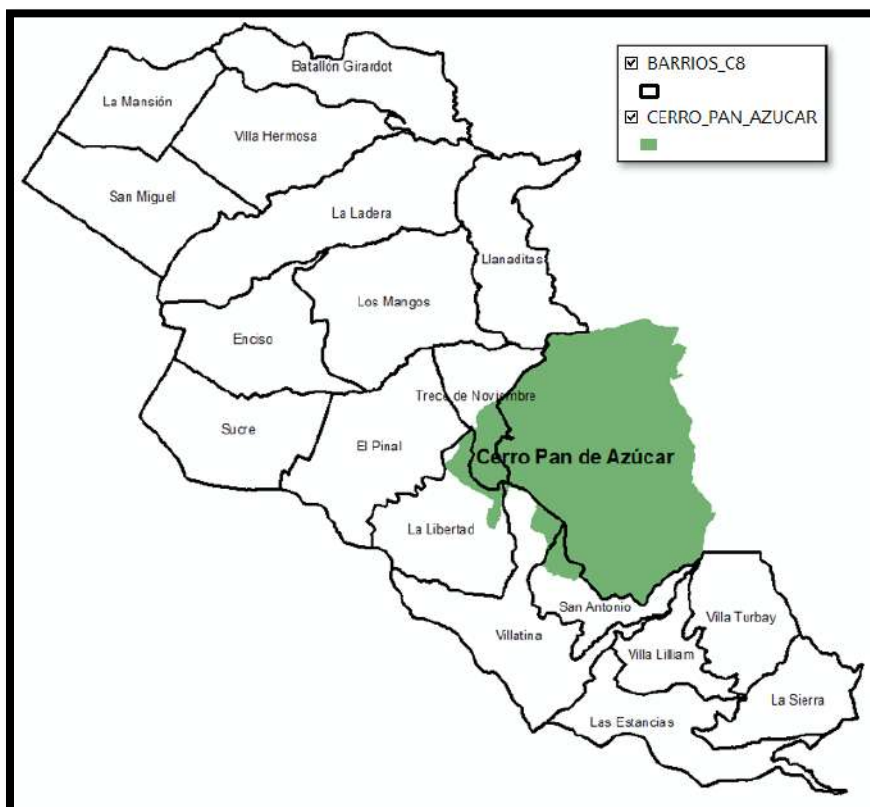 BARRIOS_C8
CERRO_PAN_AZUCAR
Batallón Girardot
La Mansión
Villa Hermosa
San Miguel
La Ladera
Llanaditas
Los Mangos
Enciso
Trece de Noviembre
Sucre
El Pinal
Cerro Pan de Azúcar
La Libertad
San Antonio
Villa Turbay
Villatina
Villa Lilliam
La Sierra
Las Estancias